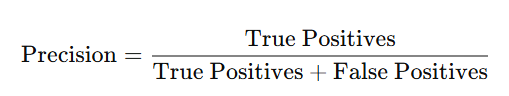 Precision = True Positives / True Positives + False Positives